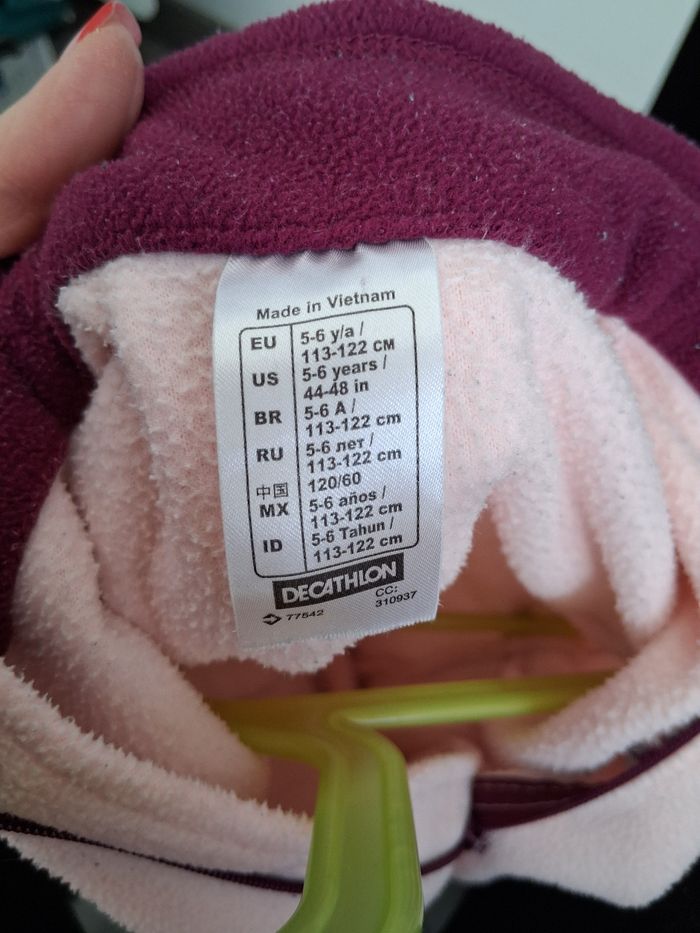 Made in Vietnam
EU 5-6 y/a /
113-122 CM
US 5-6 years /
44-48 in
BR 5-6 A /
113-122 cm
RU 5-6 лет /
113-122 cm
中国 120/60
MX 5-6 años /
113-122 cm
ID 5-6 Tahun /
113-122 cm
DECATHLON
77542 CC:
310937